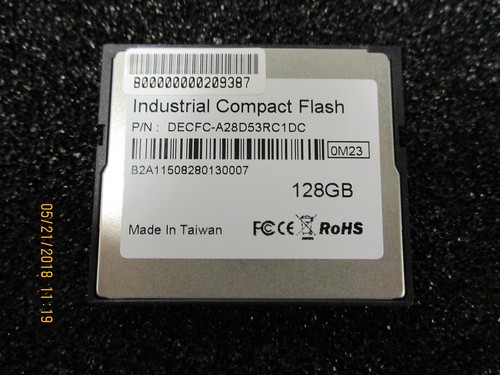 B00000000209387
Industrial Compact Flash
P/N : DECFC-A28D53RC1DC
0M23
B2A11508280130007
128GB
Made In Taiwan
FC CE RoHS
05/21/2018 11:19